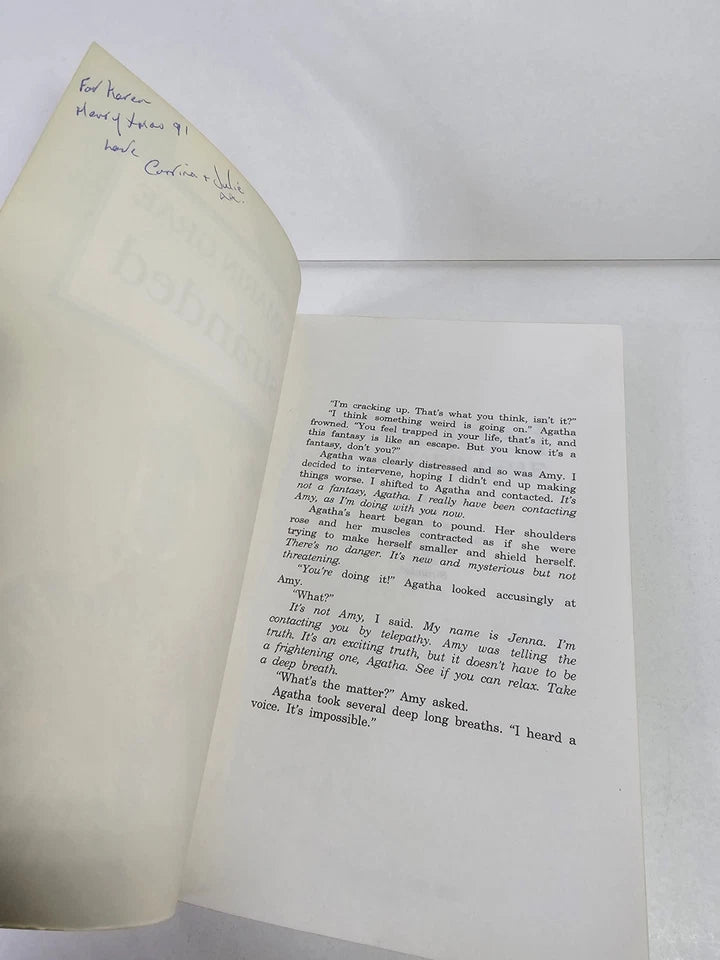 For Karen
Merry Xmas 91
Love
Corrina + Julie
"I'm cracking up. That's what you think, isn't it?"
"I think something weird is going on." Agatha
frowned. "You feel trapped in your life, that's it, and
this fantasy is like an escape. But you know it's a
fantasy, don't you?"
Agatha was clearly distressed and so was Amy. I
decided to intervene, hoping I didn't end up making
things worse. I shifted to Agatha and contacted. It's
not a fantasy, Agatha. I really have been contacting
Amy, as I'm doing with you now.
Agatha's heart began to pound. Her shoulders
rose and her muscles contracted as if she were
trying to make herself smaller and shield herself.
There's no danger. It's new and mysterious but not
threatening.
"You're doing it!" Agatha looked accusingly at
Amy.
"What?"
It's not Amy, I said. My name is Jenna. I'm
contacting you by telepathy. Amy was telling the
truth. It's an exciting truth, but it doesn't have to be
a frightening one, Agatha. See if you can relax. Take
a deep breath.
"What's the matter?" Amy asked.
Agatha took several deep long breaths. "I heard a
voice. It's impossible."